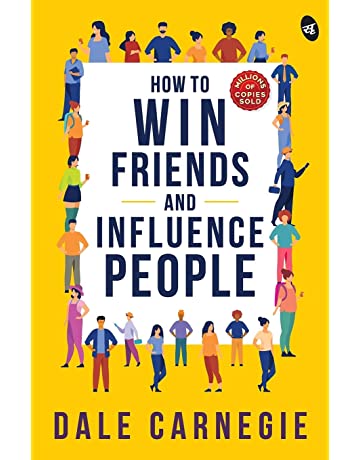 स्
HOW TO
WIN
FRIENDS
AND
INFLUENCE
PEOPLE
MILLIONS
OF
COPIES
SOLD
DALE CARNEGIE